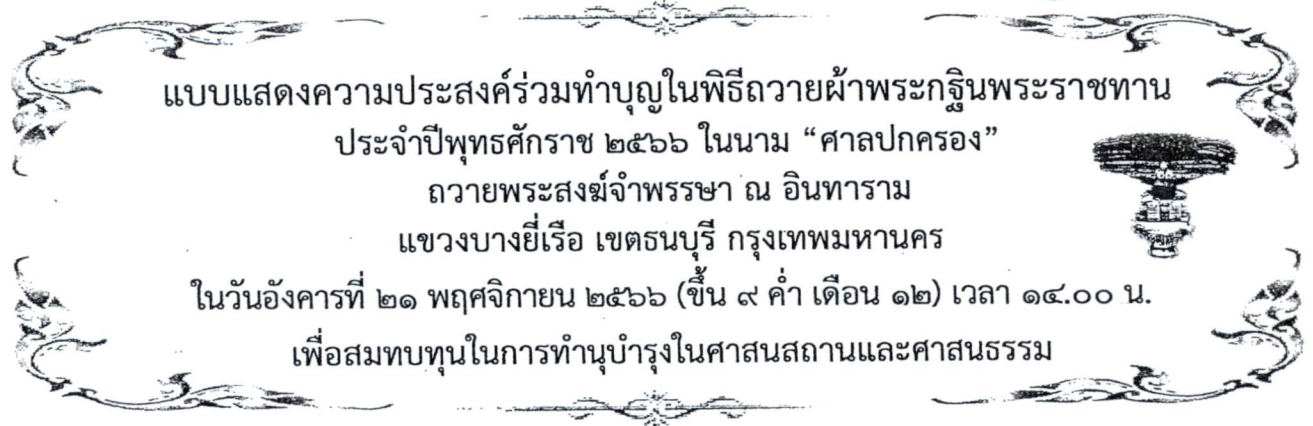 แบบแสดงความประสงค์ร่วมทำบุญในพิธีถวายผ้าพระกฐินพระราชทาน
ประจำปีพุทธศักราช ๒๕๖๖ ในนาม “ศาลปกครอง”
ถวายพระสงฆ์จำพรรษา ณ อินทาราม
แขวงบางยี่เรือ เขตธนบุรี กรุงเทพมหานคร
ในวันอังคารที่ ๒๑ พฤศจิกายน ๒๕๖๖ (ขึ้น ๙ ค่ำ เดือน ๑๒) เวลา ๑๔.๐๐ น.
เพื่อสมทบทุนในการทำนุบำรุงในศาสนสถานและศาสนธรรม